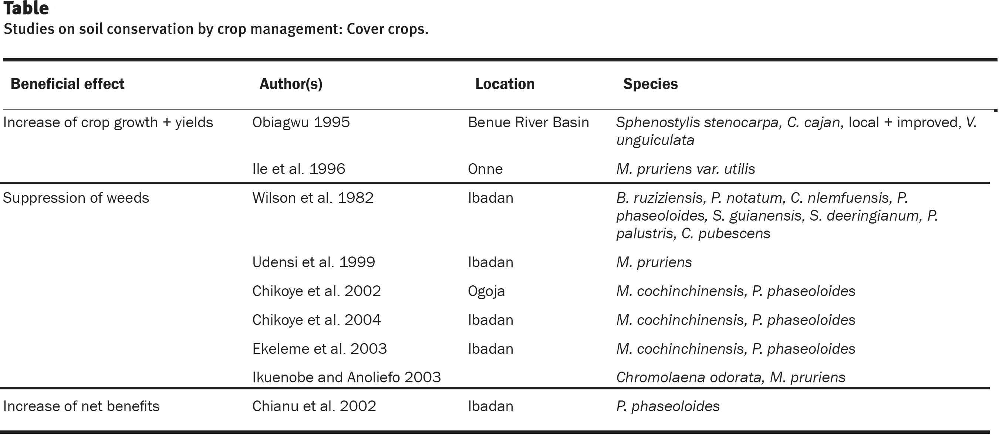 Table
Studies on soil conservation by crop management: Cover crops.
Beneficial effect Author(s) Location Species
Increase of crop growth + yields Obiagwu 1995 Benue River Basin Sphenostylis stenocarpa, C. cajan, local + improved, V.
unguiculata
Ile et al. 1996 Onne M. pruriens var. utilis
Suppression of weeds Wilson et al. 1982 Ibadan B. ruziziensis, P. notatum, C. nlemfuensis, P.
phaseoloides, S. guianensis, S. deeringianum, P.
palustris, C. pubescens
Udensi et al. 1999 Ibadan M. pruriens
Chikoye et al. 2002 Ogoja M. cochinchinensis, P. phaseoloides
Chikoye et al. 2004 Ibadan M. cochinchinensis, P. phaseoloides
Ekeleme et al. 2003 Ibadan M. cochinchinensis, P. phaseoloides
Ikuenobe and Anoliefo 2003 Chromolaena odorata, M. pruriens
Increase of net benefits Chianu et al. 2002 Ibadan P. phaseoloides